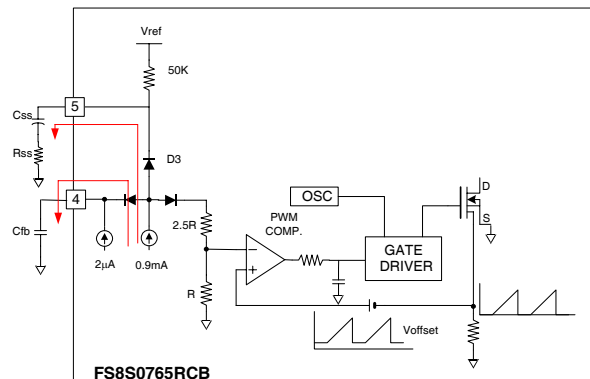 Vref
50K
5
Css
Rss
D3
4
Cfb
2µA
0.9mA
2.5R
R
OSC
PWM
COMP.
−
+
GATE
DRIVER
D
S
Voffset
FS8S0765RCB